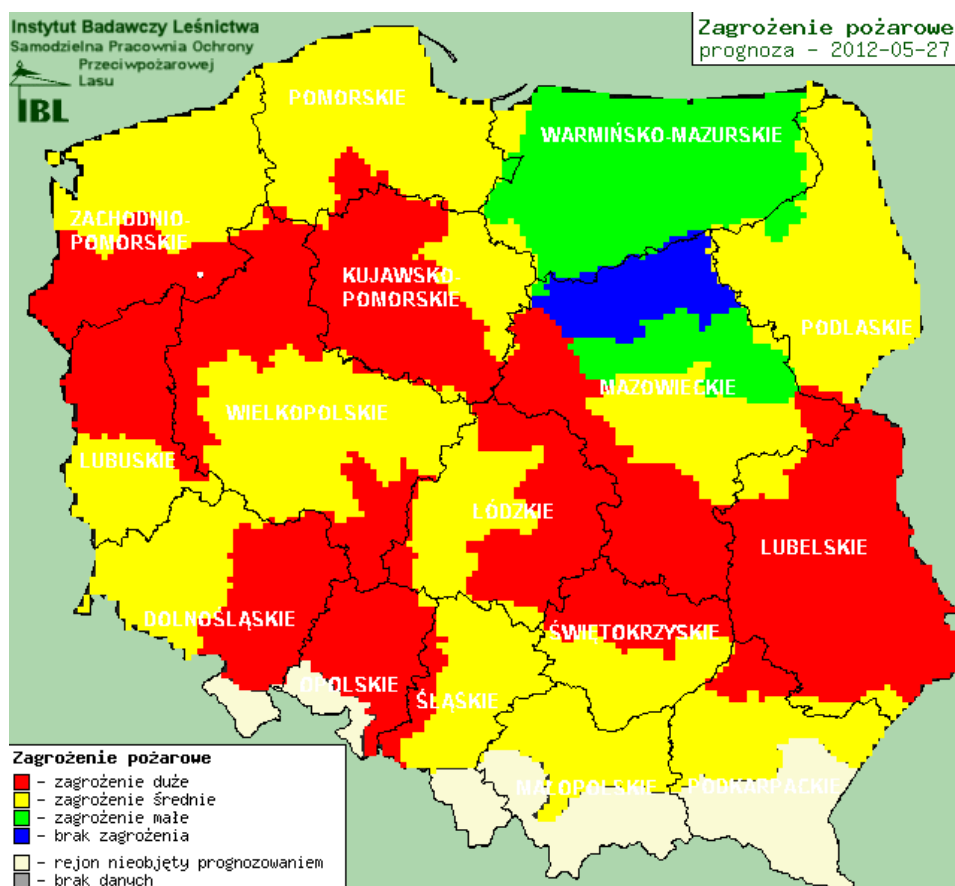 Instytut Badawczy Leśnictwa
Samodzielna Pracownia Ochrony
Przeciwpożarowej
Lasu
IBL
Zagrożenie pożarowe
prognoza - 2012-05-27
POMORSKIE
WARMIŃSKO-MAZURSKIE
ZACHODNIO-
POMORSKIE
KUJAWSKO-
POMORSKIE
PODLASKIE
MAZOWIECKIE
WIELKOPOLSKIE
LUBUSKIE
ŁÓDZKIE
LUBELSKIE
DOLNOŚLĄSKIE
ŚWIĘTOKRZYSKIE
OPOLSKIE
ŚLĄSKIE
MAŁOPOLSKIE
PODKARPACKIE
Zagrożenie pożarowe
- zagrożenie duże
- zagrożenie średnie
- zagrożenie małe
- brak zagrożenia
- rejon nieobjęty prognozowaniem
- brak danych